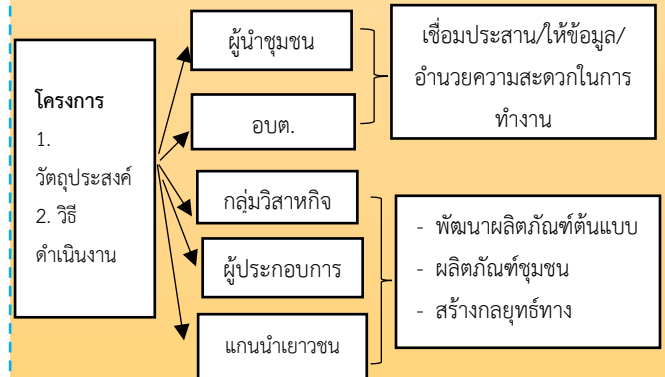 โครงการ
1.
วัตถุประสงค์
2. วิธี
ดำเนินงาน
ผู้นำชุมชน
อบต.
กลุ่มวิสาหกิจ
ผู้ประกอบการ
แกนนำเยาวชน
เชื่อมประสาน/ให้ข้อมูล/
อำนวยความสะดวกในการ
ทำงาน
- พัฒนาผลิตภัณฑ์ต้นแบบ
- ผลิตภัณฑ์ชุมชน
- สร้างกลยุทธ์ทาง